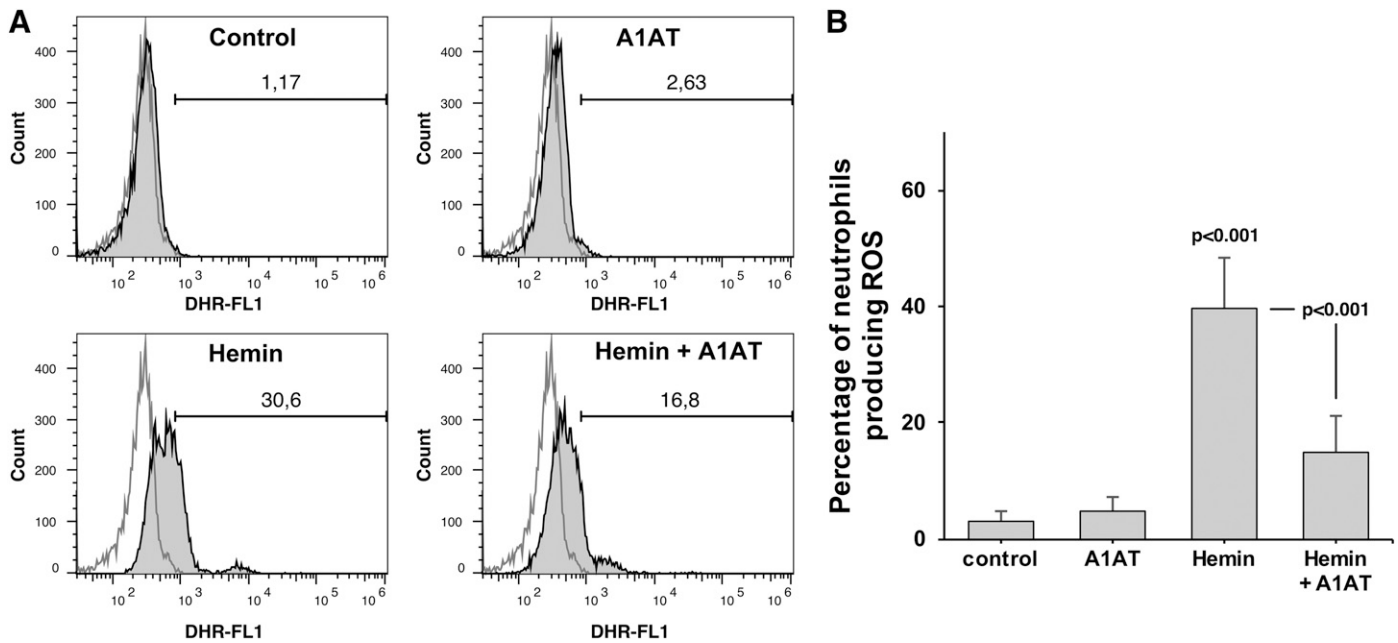 A
Control
1,17
Count
400
300
200
100
0
10 2
10 3
10 4
10 5
10 6
DHR-FL1
A1AT
2,63
Count
400
300
200
100
0
10 2
10 3
10 4
10 5
10 6
DHR-FL1
Hemin
30,6
Count
400
300
200
100
0
10 2
10 3
10 4
10 5
10 6
DHR-FL1
Hemin + A1AT
16,8
Count
400
300
200
100
0
10 2
10 3
10 4
10 5
10 6
DHR-FL1
B
Percentage of neutrophils
producing ROS
60
40
20
0
p<0.001
p<0.001
control
A1AT
Hemin
Hemin
+ A1AT